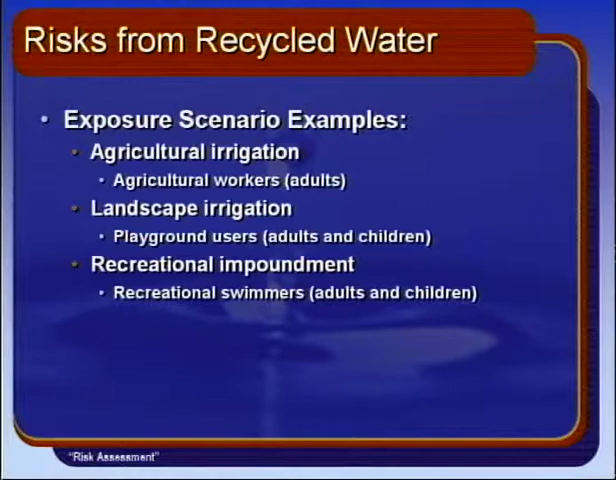 Risks from Recycled Water
• Exposure Scenario Examples:
• Agricultural irrigation
• Agricultural workers (adults)
• Landscape irrigation
• Playground users (adults and children)
• Recreational impoundment
• Recreational swimmers (adults and children)
“Risk Assessment”